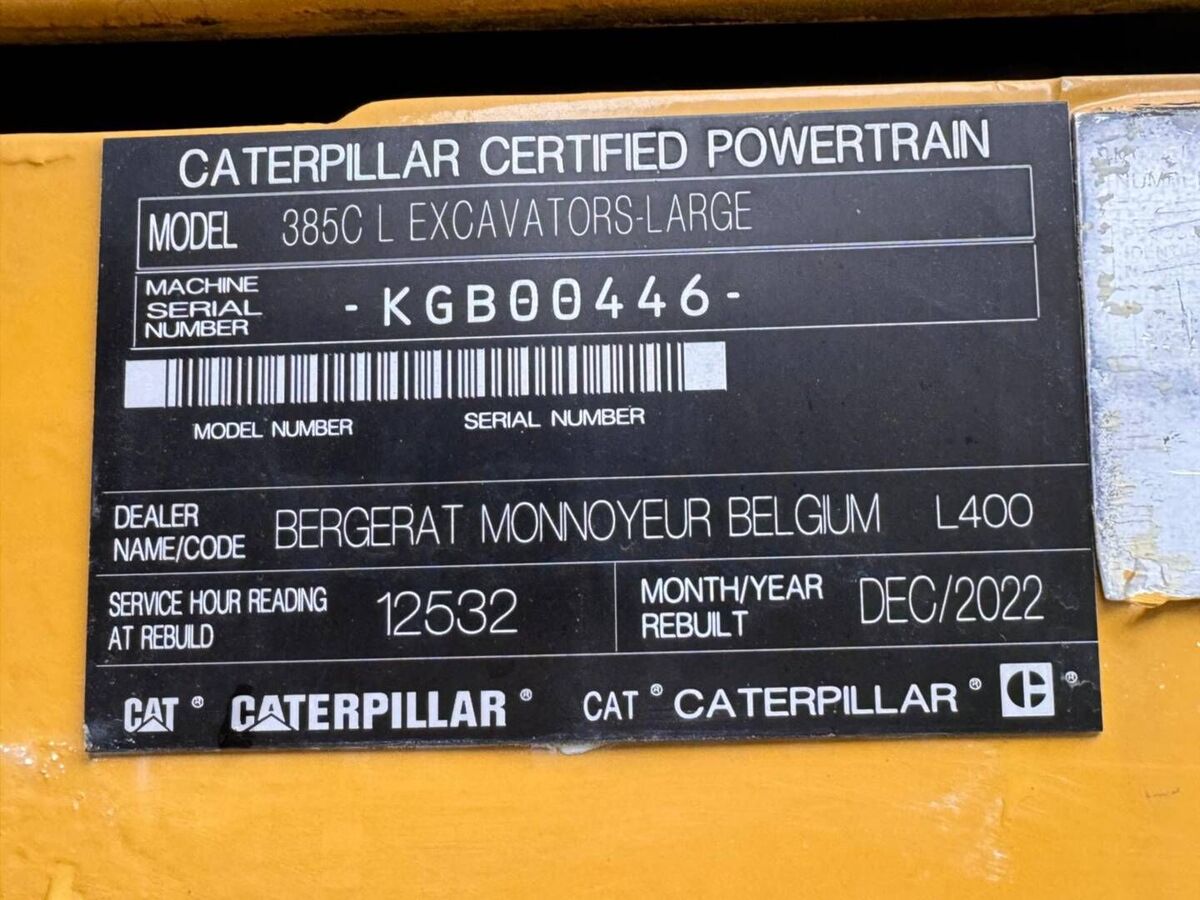 CATERPILLAR CERTIFIED POWERTRAIN
MODEL 385C L EXCAVATORS-LARGE
MACHINE
SERIAL
NUMBER
-KGB00446-
MODEL NUMBER SERIAL NUMBER
DEALER
NAME/CODE
BERGERAT MONNOYEUR BELGIUM L400
SERVICE HOUR READING
AT REBUILD
12532
MONTH/YEAR
REBUILT
DEC/2022
CAT® CATERPILLAR® CAT® CATERPILLAR® C®